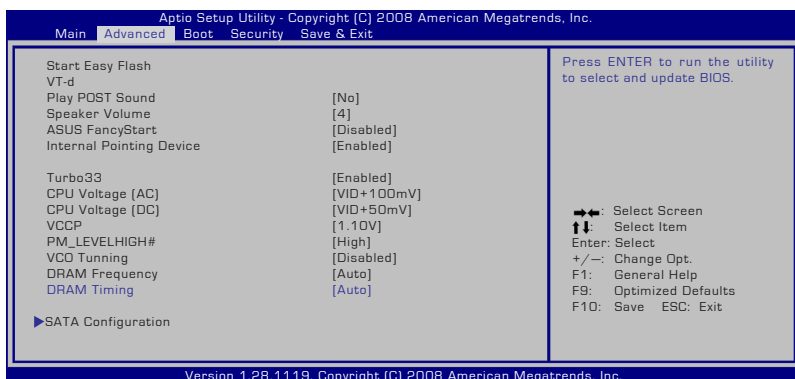 Aptio Setup Utility - Copyright (C) 2008 American Megatrends, Inc.
Main Advanced Boot Security Save & Exit
Start Easy Flash
VT-d
Play POST Sound [No]
Speaker Volume [4]
ASUS FancyStart [Disabled]
Internal Pointing Device [Enabled]
Turbo33 [Enabled]
CPU Voltage (AC) [VID+100mV]
CPU Voltage (DC) [VID+50mV]
VCCP [1.10V]
PM_LEVELHIGH# [High]
VCO Tunning [Disabled]
DRAM Frequency [Auto]
DRAM Timing [Auto]
▶SATA Configuration
Press ENTER to run the utility
to select and update BIOS.
→←: Select Screen
↑↓: Select Item
Enter: Select
+/—: Change Opt.
F1: General Help
F9: Optimized Defaults
F10: Save ESC: Exit
Version 1.28.1119. Copyright (C) 2008 American Megatrends, Inc.